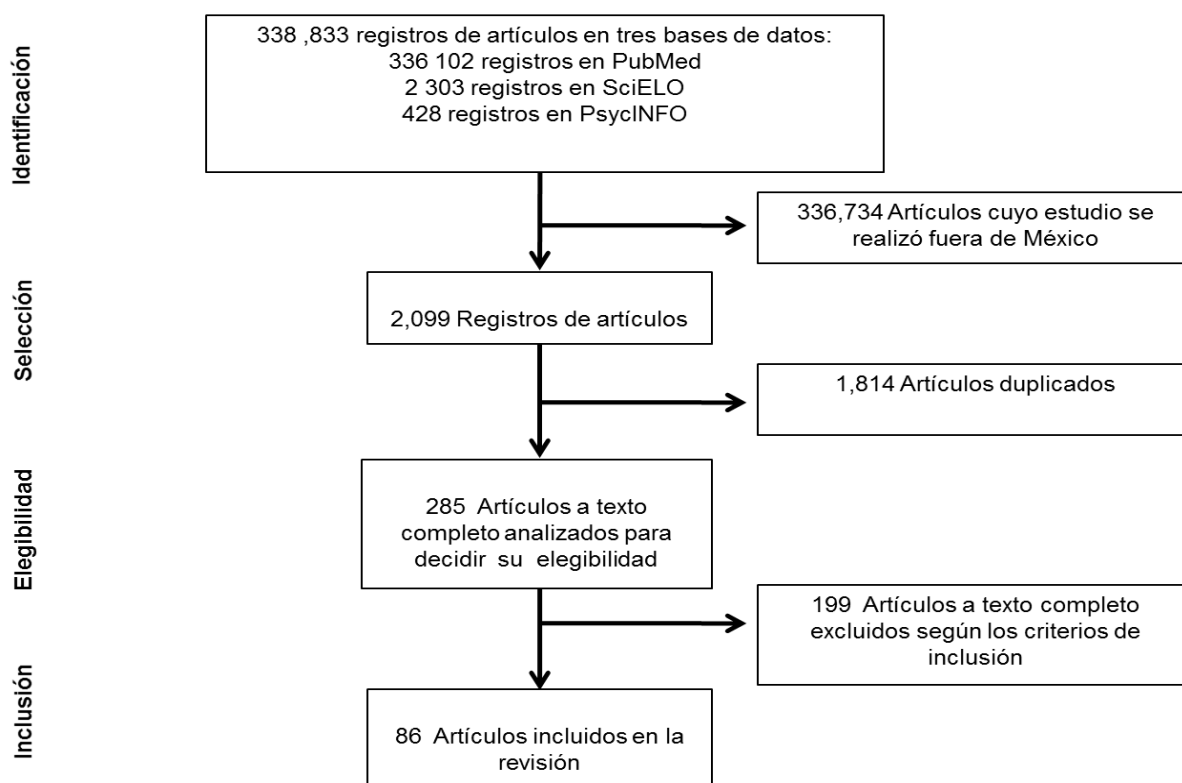 Identificación
338 ,833 registros de artículos en tres bases de datos:
336 102 registros en PubMed
2 303 registros en SciELO
428 registros en PsycINFO
336,734 Artículos cuyo estudio se
realizó fuera de México
Selección
2,099 Registros de artículos
1,814 Artículos duplicados
Elegibilidad
285 Artículos a texto
completo analizados para
decidir su elegibilidad
199 Artículos a texto completo
excluidos según los criterios de
inclusión
Inclusión
86 Artículos incluidos en la
revisión